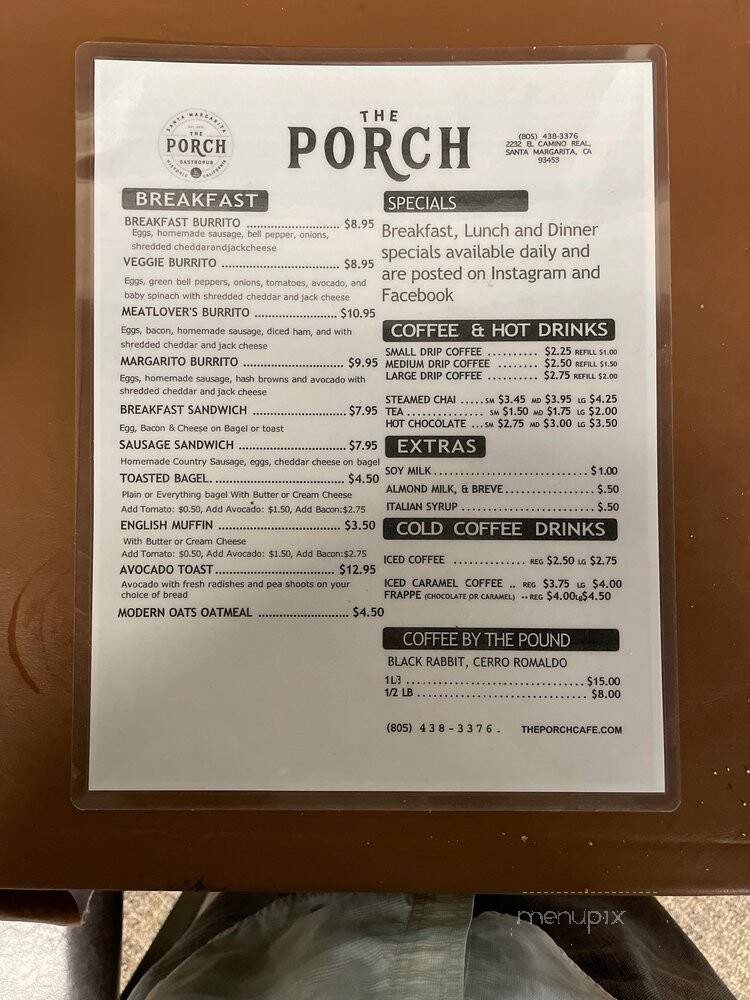 SANTA MARGARITA
THE
PORCH
GASTROPUB
HISTORIC CALIFORNIA
THE
PORCH
(805) 438-3376
2232 EL CAMINO REAL,
SANTA MARGARITA, CA
93453
BREAKFAST
BREAKFAST BURRITO ........................ $8.95
Eggs, homemade sausage, bell pepper, onions,
shredded cheddarandjackcheese
VEGGIE BURRITO ............................... $8.95
Eggs, green bell peppers, onions, tomatoes, avocado, and
baby spinach with shredded cheddar and jack cheese
MEATLOVER'S BURRITO ..................... $10.95
Eggs, bacon, homemade sausage, diced ham, and with
shredded cheddar and jack cheese
MARGARITO BURRITO .......................... $9.95
Eggs, homemade sausage, hash browns and avocado with
shredded cheddar and jack cheese
BREAKFAST SANDWICH ........................ $7.95
Egg, Bacon & Cheese on Bagel or toast
SAUSAGE SANDWICH ............................ $7.95
Homemade Country Sausage, eggs, cheddar cheese on bagel
TOASTED BAGEL. ................................ $4.50
Plain or Everything bagel With Butter or Cream Cheese
Add Tomato: $0.50, Add Avocado: $1.50, Add Bacon:$2.75
ENGLISH MUFFIN ................................ $3.50
With Butter or Cream Cheese
Add Tomato: $0.50, Add Avocado: $1.50, Add Bacon:$2.75
AVOCADO TOAST............................... $12.95
Avocado with fresh radishes and pea shoots on your
choice of bread
MODERN OATS OATMEAL ....................... $4.50
SPECIALS
Breakfast, Lunch and Dinner
specials available daily and
are posted on Instagram and
Facebook
COFFEE & HOT DRINKS
SMALL DRIP COFFEE .......... $2.25 REFILL $1.00
MEDIUM DRIP COFFEE ........ $2.50 REFILL $1.50
LARGE DRIP COFFEE .......... $2.75 REFILL $2.00
STEAMED CHAI .....SM $3.45 MD $3.95 LG $4.25
TEA ................ SM $1.50 MD $1.75 LG $2.00
HOT CHOCOLATE ...SM $2.75 MD $3.00 LG $3.50
EXTRAS
SOY MILK.................................... $1.00
ALMOND MILK, & BREVE.................... $.50
ITALIAN SYRUP .............................. $.50
COLD COFFEE DRINKS
ICED COFFEE ............... REG $2.50 LG $2.75
ICED CARAMEL COFFEE .. REG $3.75 LG $4.00
FRAPPE (CHOCOLATE OR CARAMEL) .. REG $4.00LG$4.50
COFFEE BY THE POUND
BLACK RABBIT, CERRO ROMALDO
1LB .....................................$15.00
1/2 LB .................................... $8.00
(805) 438-3376. THEPORCHCAFE.COM
menupix